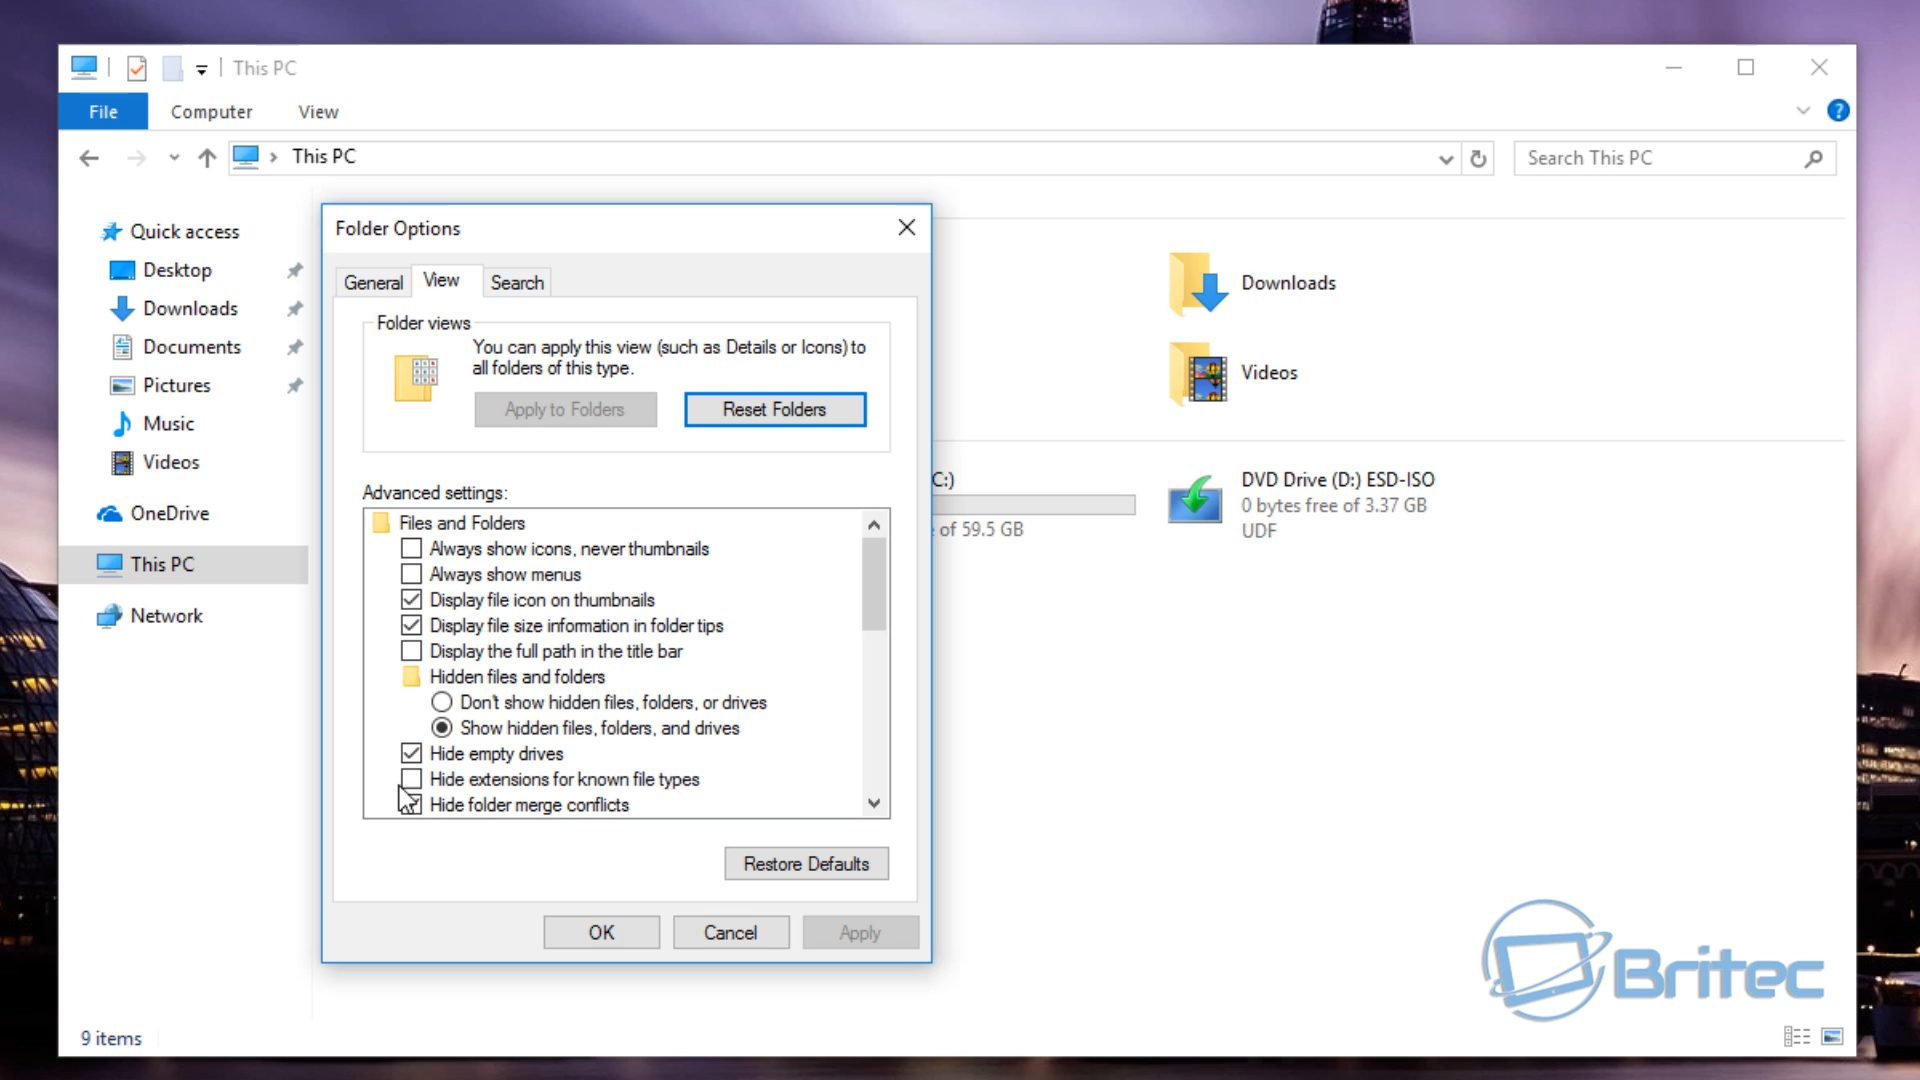 This PC
File
Computer
View
This PC
Search This PC
Quick access
Desktop
Downloads
Documents
Pictures
Music
Videos
OneDrive
This PC
Network
Folder Options
General
View
Search
Folder views
You can apply this view (such as Details or Icons) to
all folders of this type.
Apply to Folders
Reset Folders
Advanced settings:
Files and Folders
Always show icons, never thumbnails
Always show menus
Display file icon on thumbnails
Display file size information in folder tips
Display the full path in the title bar
Hidden files and folders
Don't show hidden files, folders, or drives
Show hidden files, folders, and drives
Hide empty drives
Hide extensions for known file types
Hide folder merge conflicts
Restore Defaults
OK
Cancel
Apply
Downloads
Videos
C:)
of 59.5 GB
DVD Drive (D:) ESD-ISO
0 bytes free of 3.37 GB
UDF
Britec
9 items